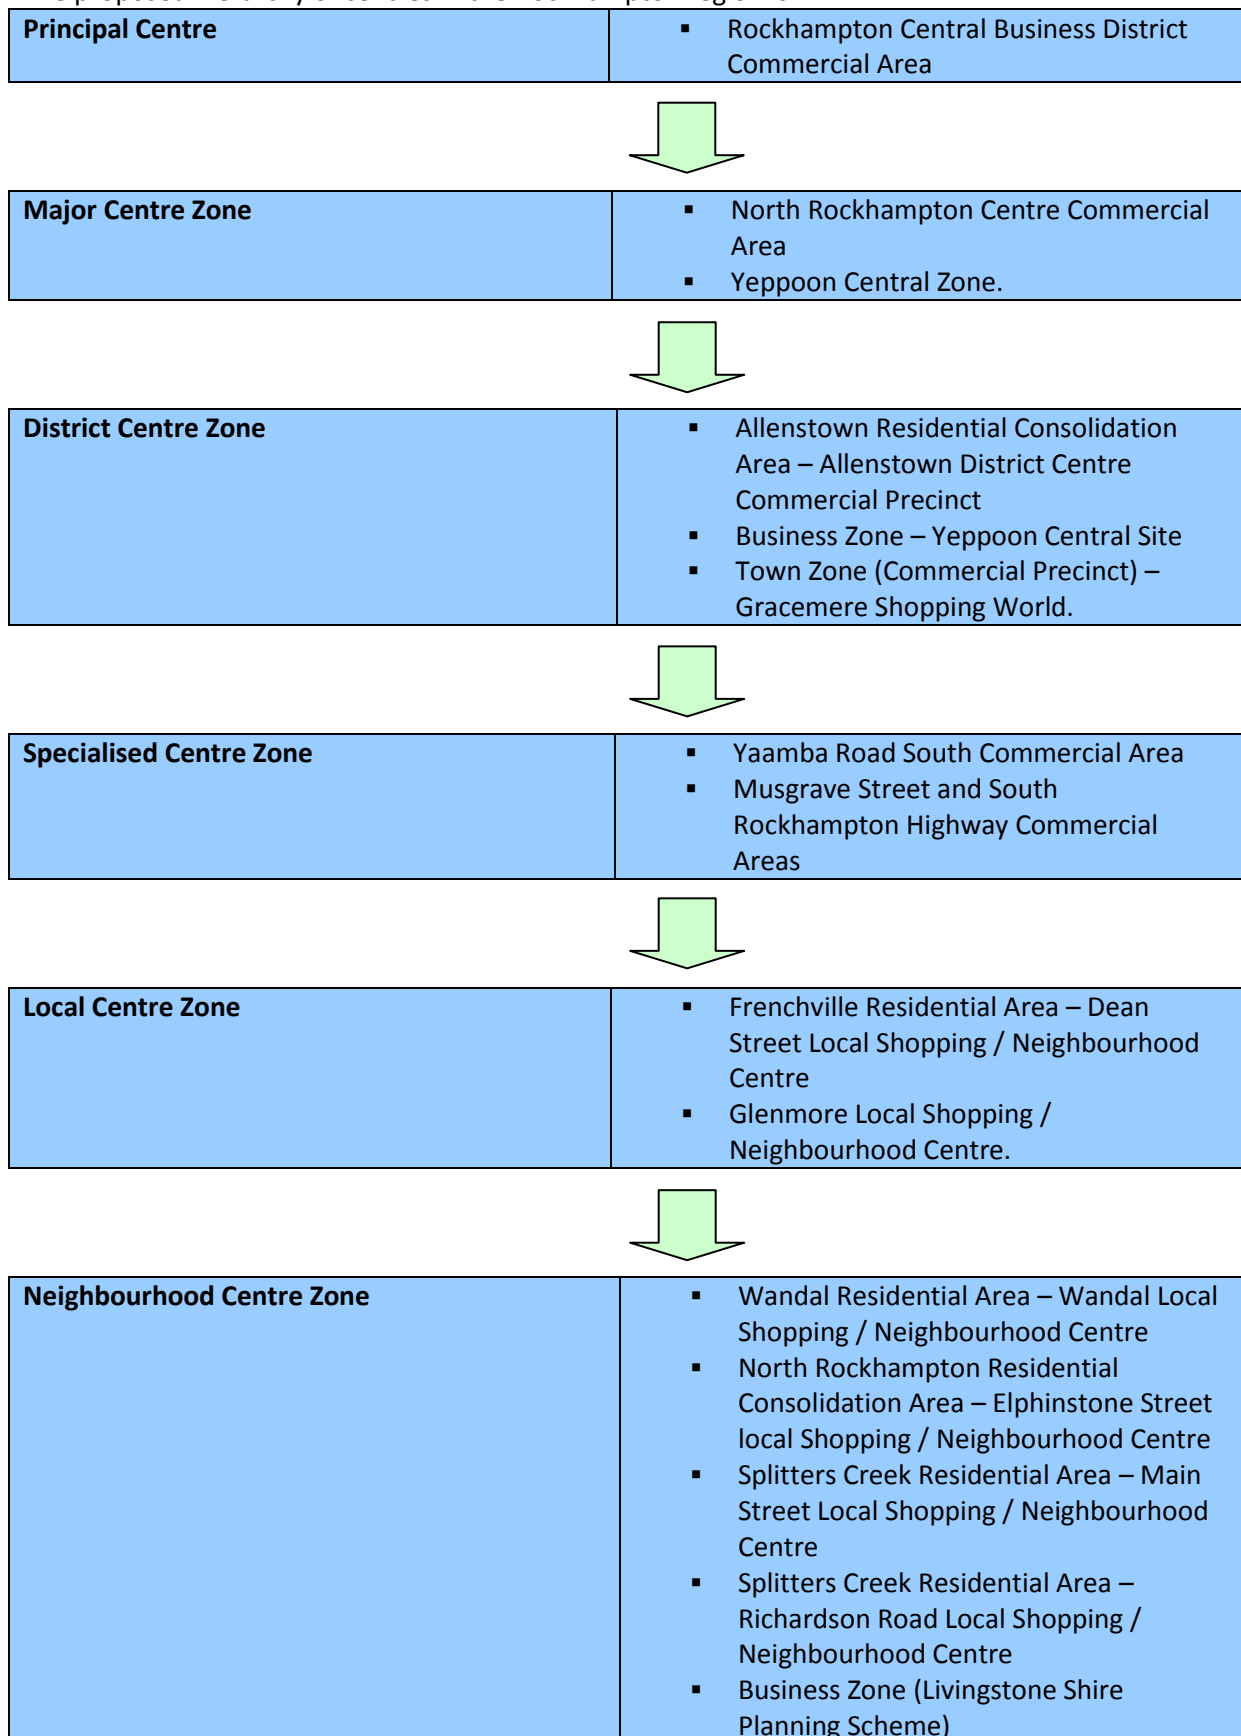 Principal Centre
▪ Rockhampton Central Business District
Commercial Area
Major Centre Zone
▪ North Rockhampton Centre Commercial
Area
▪ Yeppoon Central Zone.
District Centre Zone
▪ Allenstown Residential Consolidation
Area – Allenstown District Centre
Commercial Precinct
▪ Business Zone – Yeppoon Central Site
▪ Town Zone (Commercial Precinct) –
Gracemere Shopping World.
Specialised Centre Zone
▪ Yaamba Road South Commercial Area
▪ Musgrave Street and South
Rockhampton Highway Commercial
Areas
Local Centre Zone
▪ Frenchville Residential Area – Dean
Street Local Shopping / Neighbourhood
Centre
▪ Glenmore Local Shopping /
Neighbourhood Centre.
Neighbourhood Centre Zone
▪ Wandal Residential Area – Wandal Local
Shopping / Neighbourhood Centre
▪ North Rockhampton Residential
Consolidation Area – Elphinstone Street
local Shopping / Neighbourhood Centre
▪ Splitters Creek Residential Area – Main
Street Local Shopping / Neighbourhood
Centre
▪ Splitters Creek Residential Area –
Richardson Road Local Shopping /
Neighbourhood Centre
▪ Business Zone (Livingstone Shire
Planning Scheme)